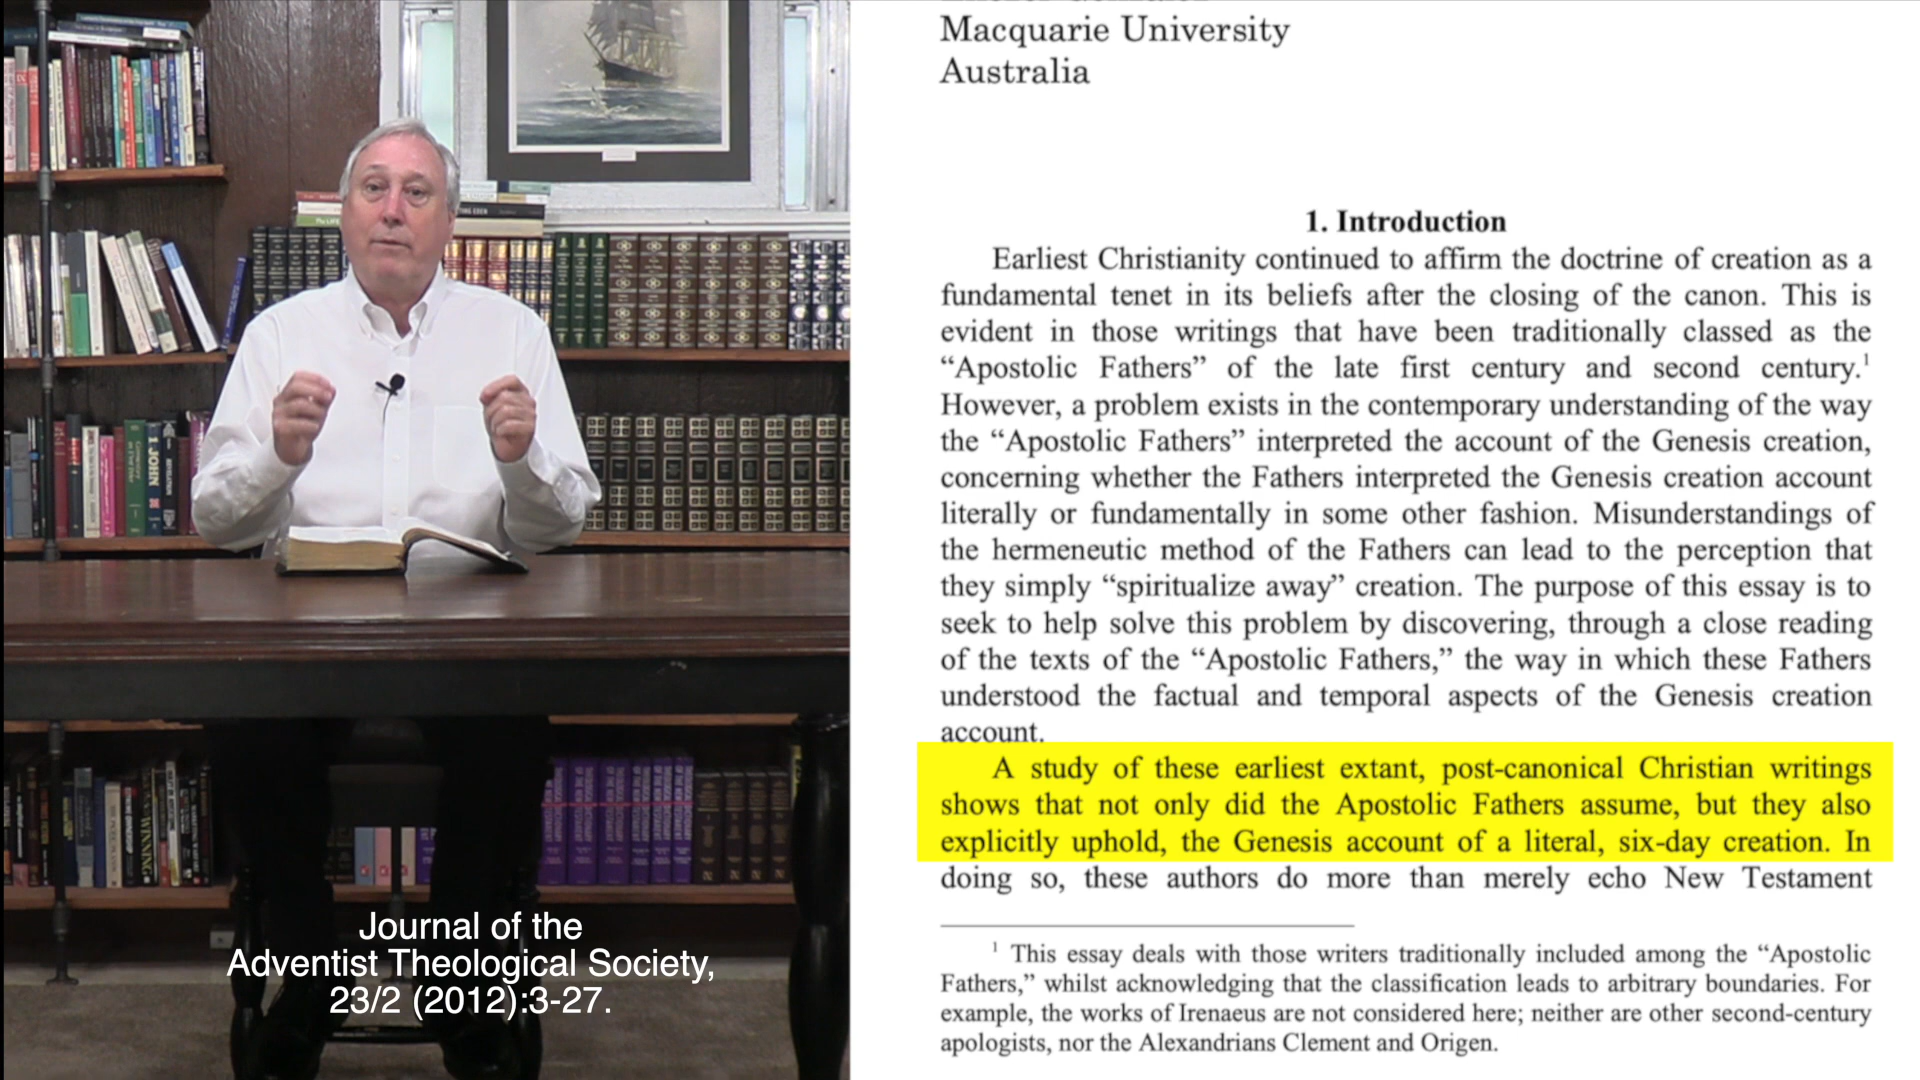 Macquarie University
Australia
1. Introduction
Earliest Christianity continued to affirm the doctrine of creation as a
fundamental tenet in its beliefs after the closing of the canon. This is
evident in those writings that have been traditionally classed as the
“Apostolic Fathers” of the late first century and second century.¹
However, a problem exists in the contemporary understanding of the way
the “Apostolic Fathers” interpreted the account of the Genesis creation,
concerning whether the Fathers interpreted the Genesis creation account
literally or fundamentally in some other fashion. Misunderstandings of
the hermeneutic method of the Fathers can lead to the perception that
they simply “spiritualize away” creation. The purpose of this essay is to
seek to help solve this problem by discovering, through a close reading
of the texts of the “Apostolic Fathers,” the way in which these Fathers
understood the factual and temporal aspects of the Genesis creation
account.
A study of these earliest extant, post-canonical Christian writings
shows that not only did the Apostolic Fathers assume, but they also
explicitly uphold, the Genesis account of a literal, six-day creation. In
doing so, these authors do more than merely echo New Testament
¹ This essay deals with those writers traditionally included among the “Apostolic
Fathers,” whilst acknowledging that the classification leads to arbitrary boundaries. For
example, the works of Irenaeus are not considered here; neither are other second-century
apologists, nor the Alexandrians Clement and Origen.
Journal of the
Adventist Theological Society,
23/2 (2012):3-27.
1. JOHN
REVELATION
WINNING